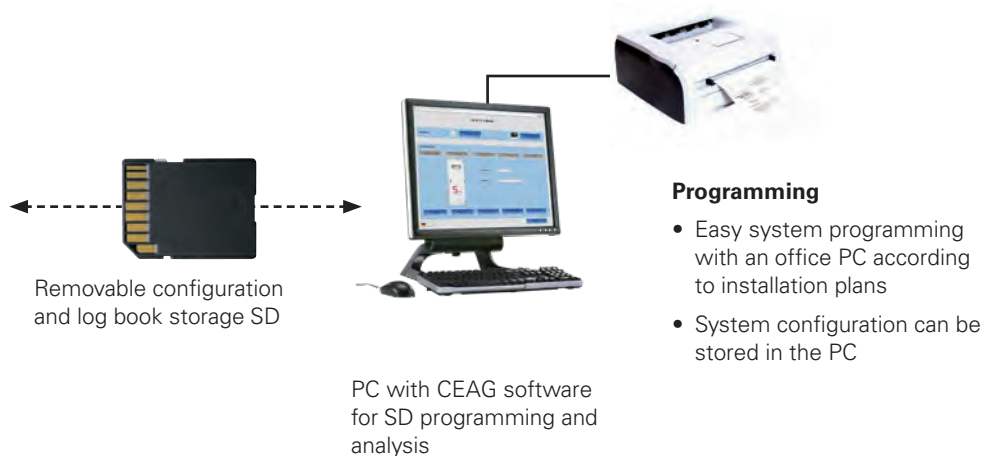 Removable configuration
and log book storage SD
PC with CEAG software
for SD programming and
analysis
Programming
• Easy system programming
with an office PC according
to installation plans
• System configuration can be
stored in the PC